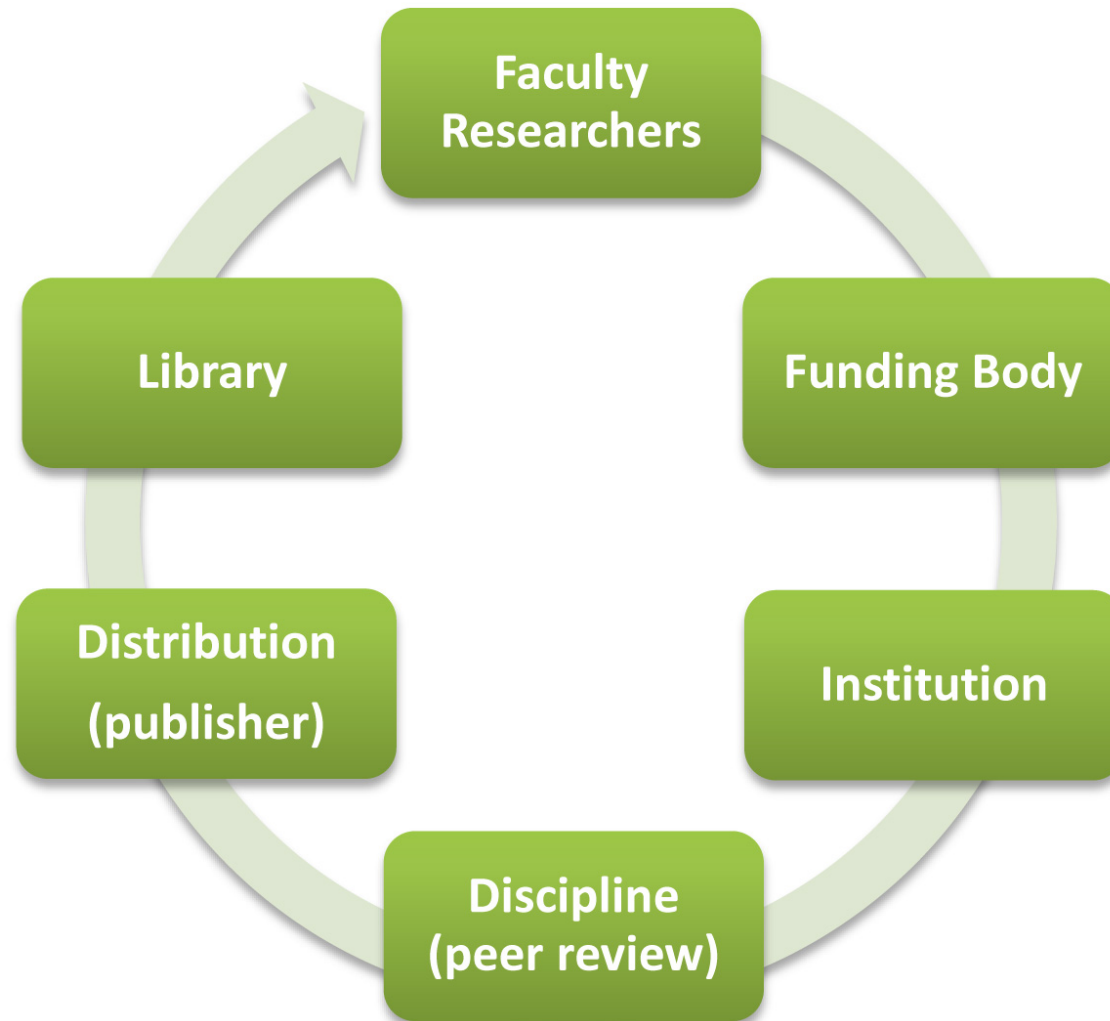 Faculty
Researchers
Funding Body
Institution
Discipline
(peer review)
Distribution
(publisher)
Library